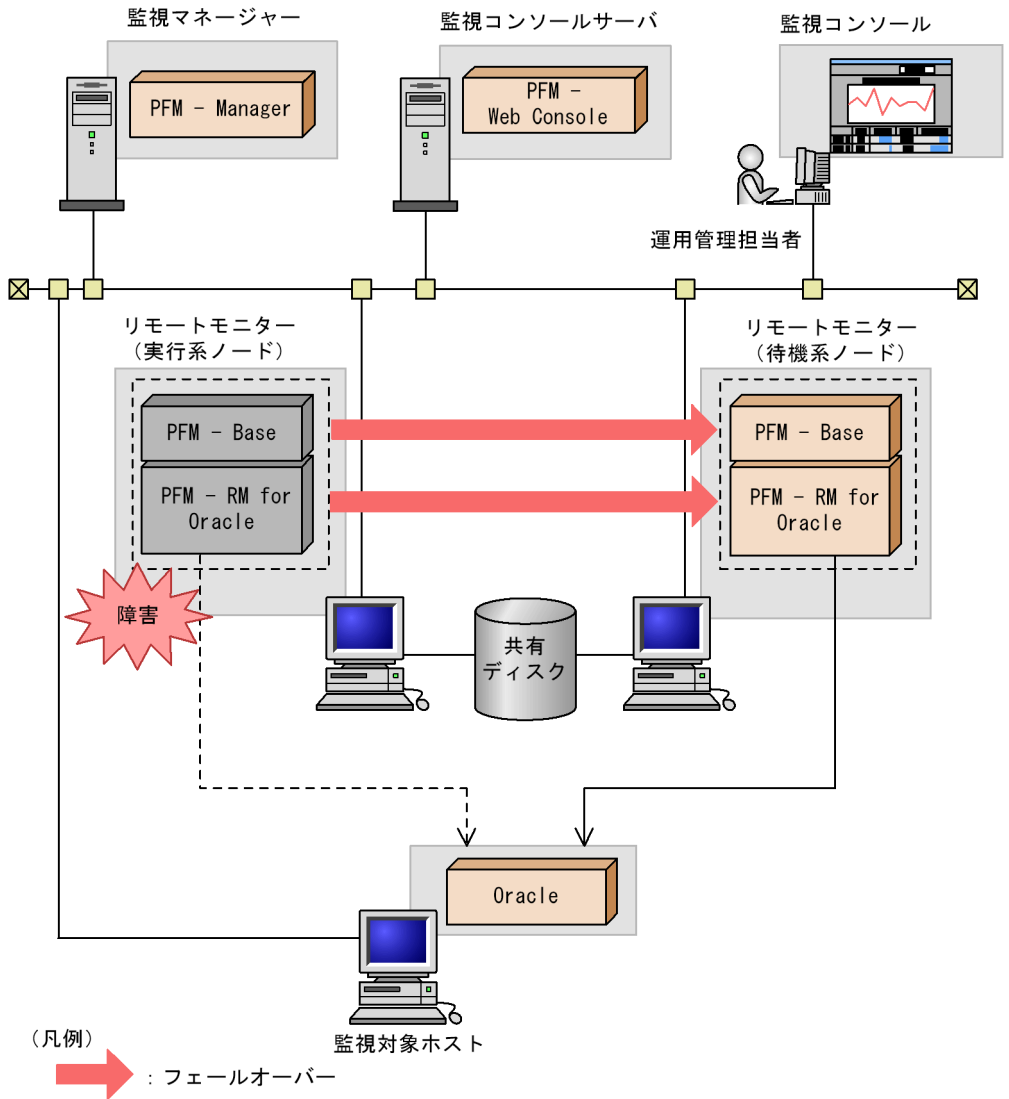 監視マネージャー
監視コンソールサーバ
監視コンソール
PFM - Manager
PFM -
Web Console
運用管理担当者
リモートモニター
(実行系ノード)
リモートモニター
(待機系ノード)
PFM - Base
PFM - RM for
Oracle
PFM - Base
PFM - RM for
Oracle
障害
共有
ディスク
Oracle
監視対象ホスト
(凡例)
: フェールオーバー